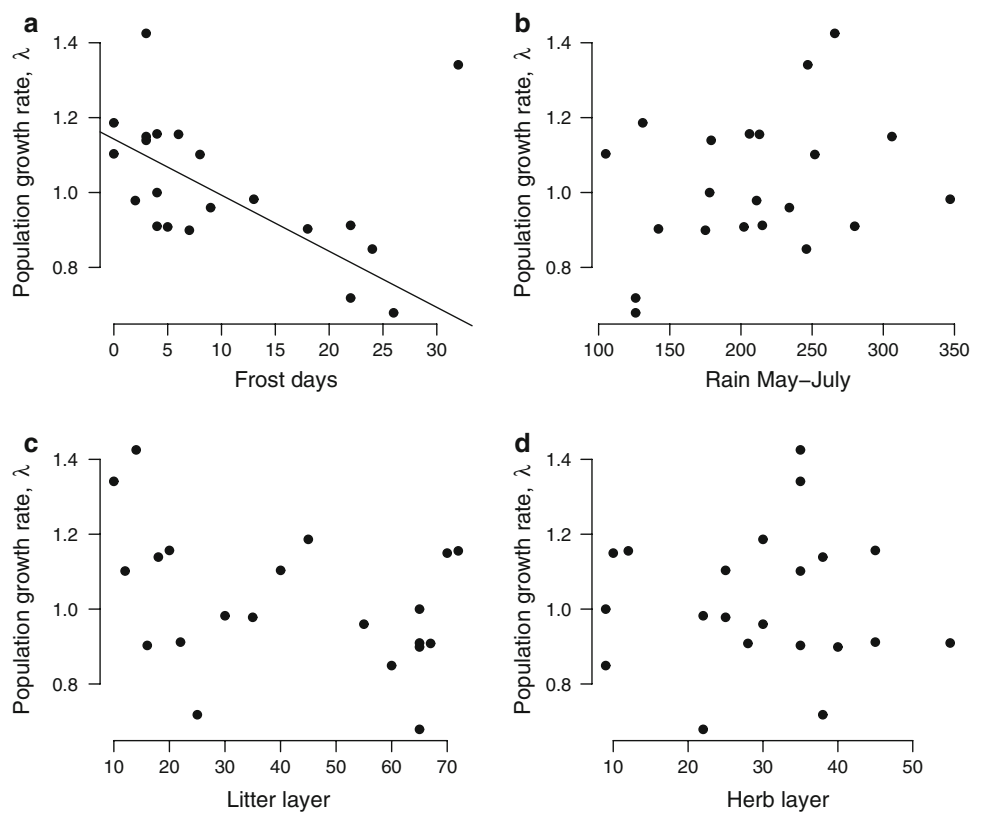 a
Population growth rate, λ
1.4
1.2
1.0
0.8
0 5 10 15 20 25 30
Frost days
b
Population growth rate, λ
1.4
1.2
1.0
0.8
100 150 200 250 300 350
Rain May–July
c
Population growth rate, λ
1.4
1.2
1.0
0.8
10 20 30 40 50 60 70
Litter layer
d
Population growth rate, λ
1.4
1.2
1.0
0.8
10 20 30 40 50
Herb layer